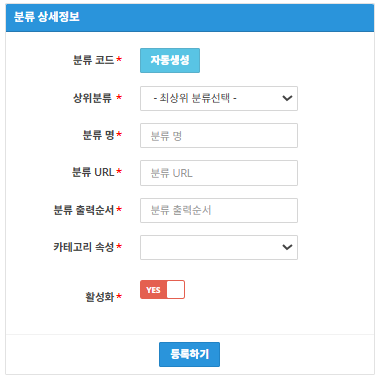 분류 상세정보
분류 코드* 자동생성
상위분류 * - 최상위 분류선택 -
분류 명* 분류 명
분류 URL* 분류 URL
분류 출력순서* 분류 출력순서
카테고리 속성*
활성화* YES
등록하기